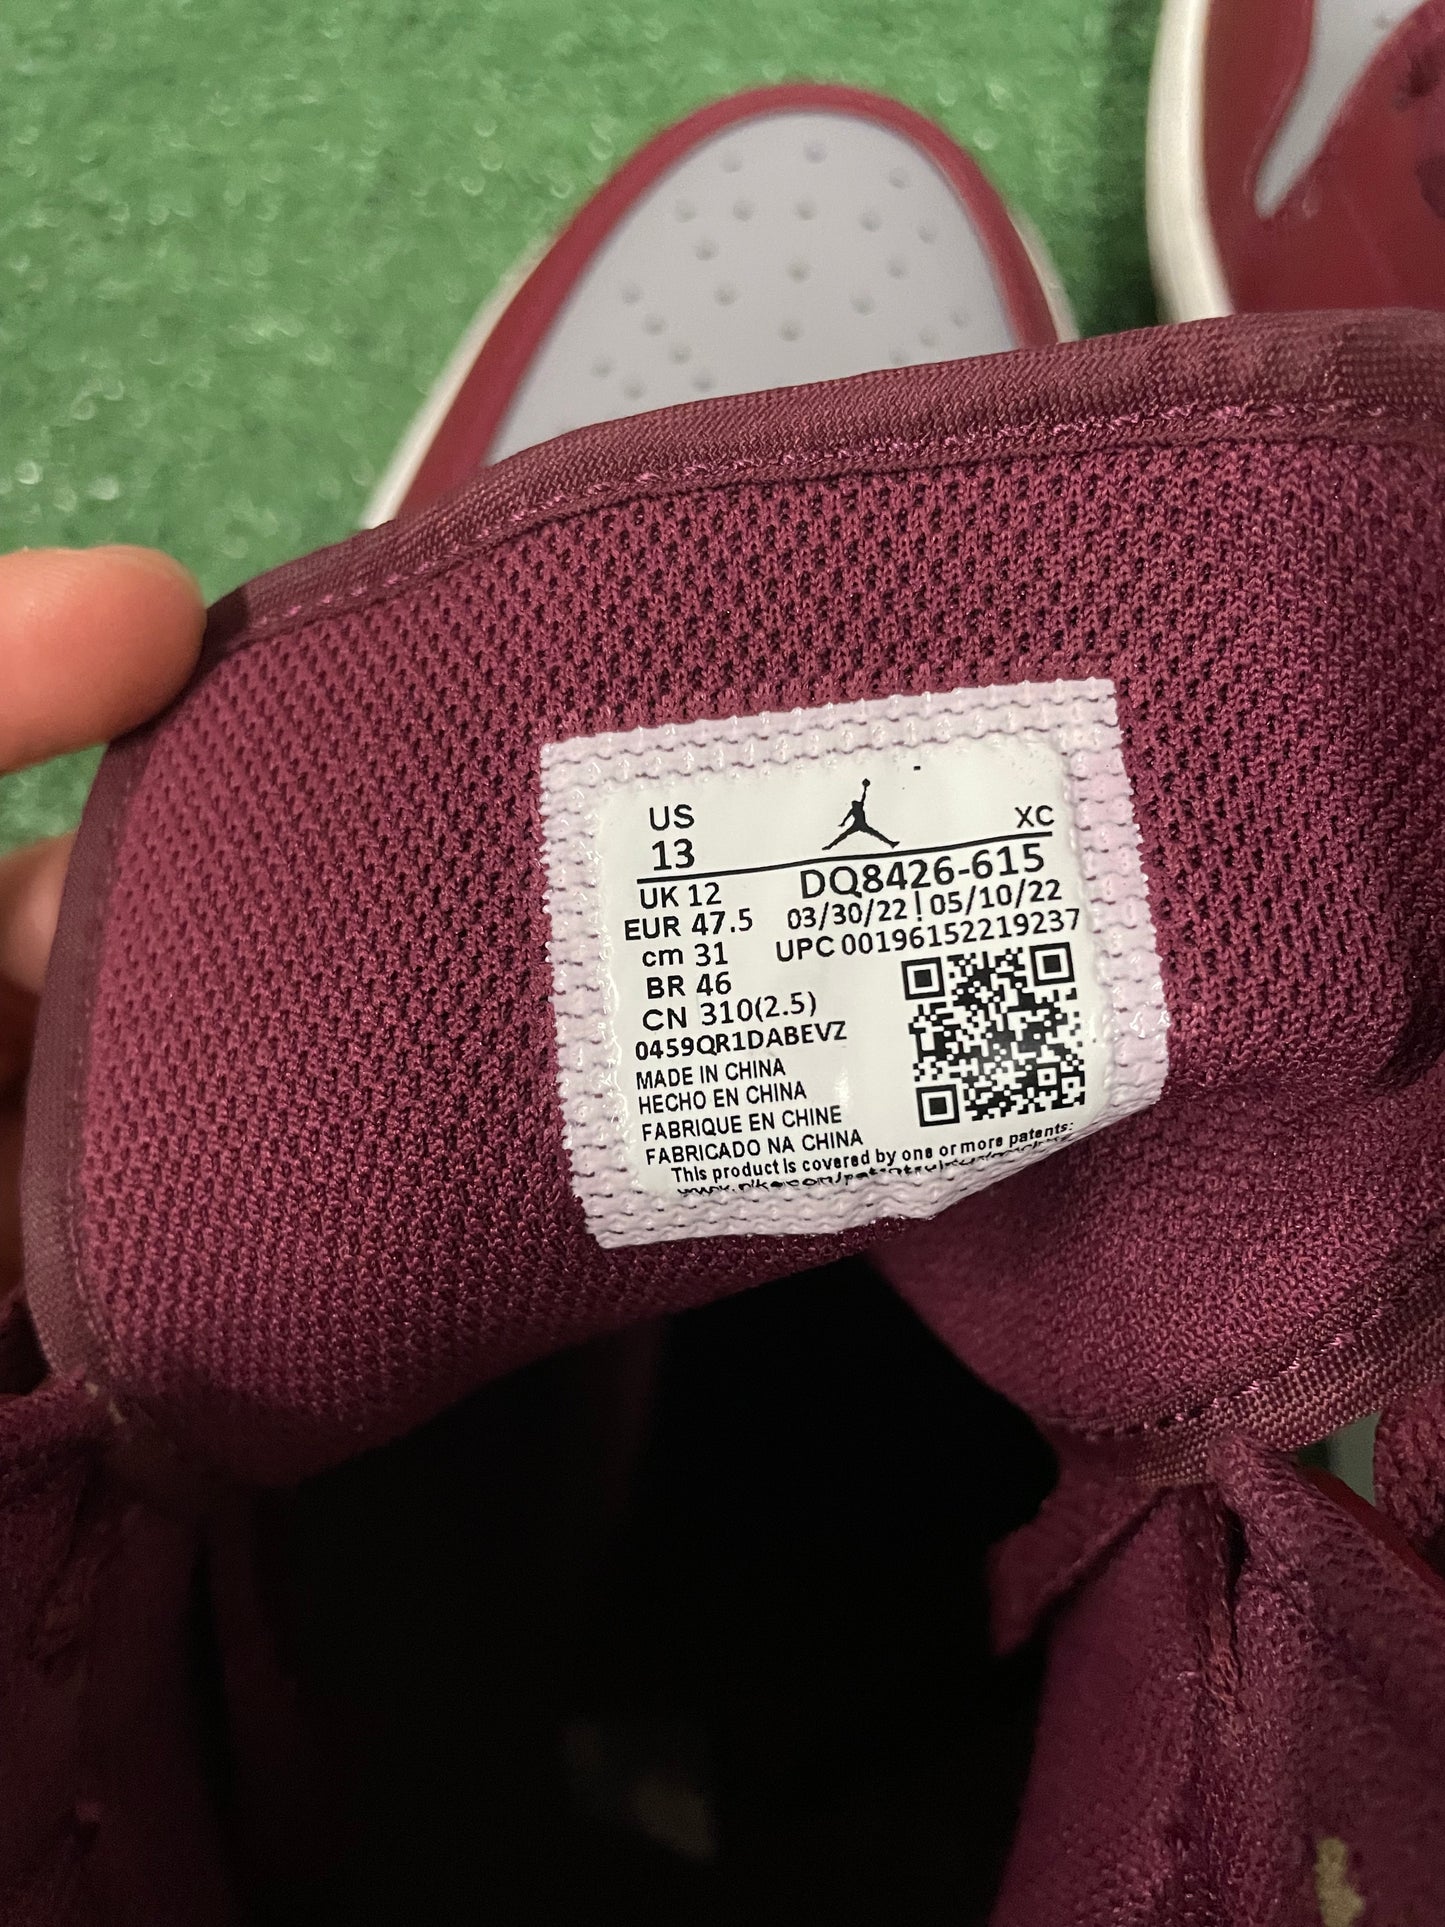 US XC
13
UK 12 DQ8426-615
EUR 47.5 03/30/22 | 05/10/22
cm 31 UPC 00196152219237
BR 46
CN 310(2.5)
0459QR1DABEVZ
MADE IN CHINA
HECHO EN CHINA
FABRIQUE EN CHINE
FABRICADO NA CHINA
This product is covered by one or more patents: